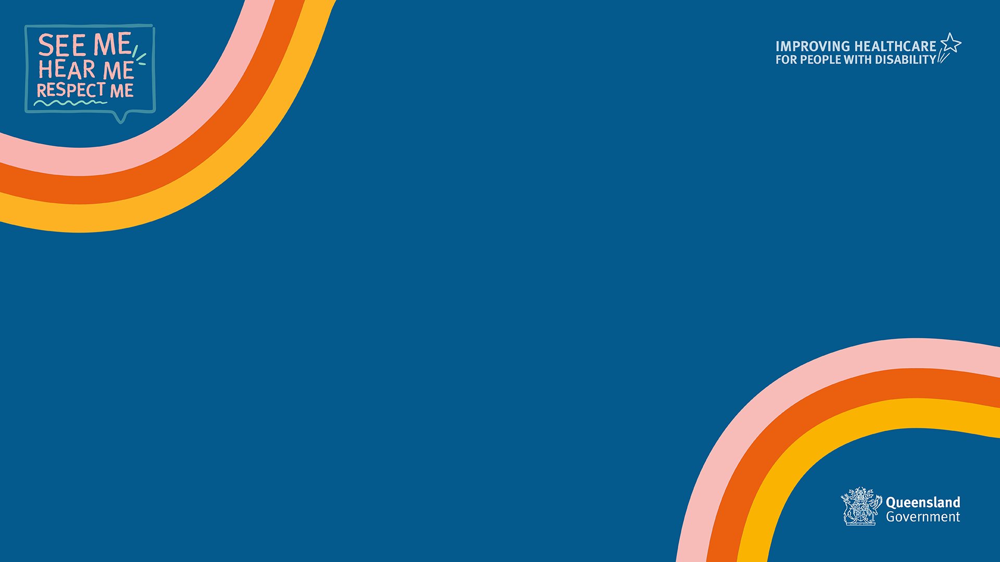 SEE ME
HEAR ME
RESPECT ME
IMPROVING HEALTHCARE
FOR PEOPLE WITH DISABILITY
Queensland
Government